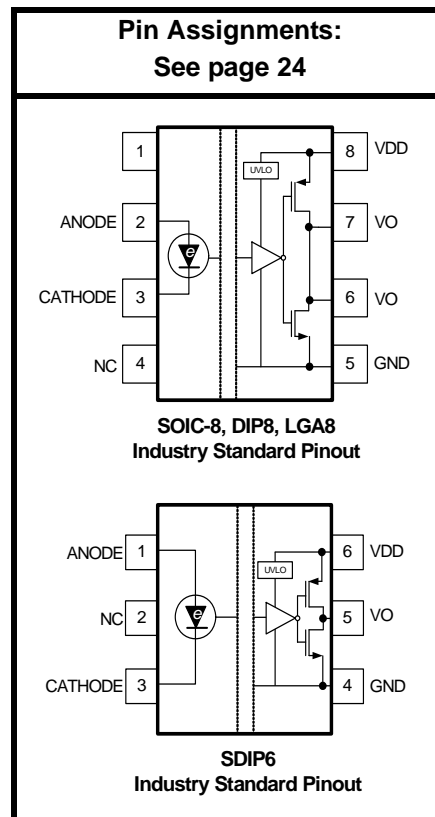 Pin Assignments:
See page 24
1
8 VDD
UVLO
ANODE 2
7 VO
e
CATHODE 3
6 VO
NC 4
5 GND
SOIC-8, DIP8, LGA8
Industry Standard Pinout
ANODE 1
6 VDD
UVLO
NC 2
e
5 VO
CATHODE 3
4 GND
SDIP6
Industry Standard Pinout